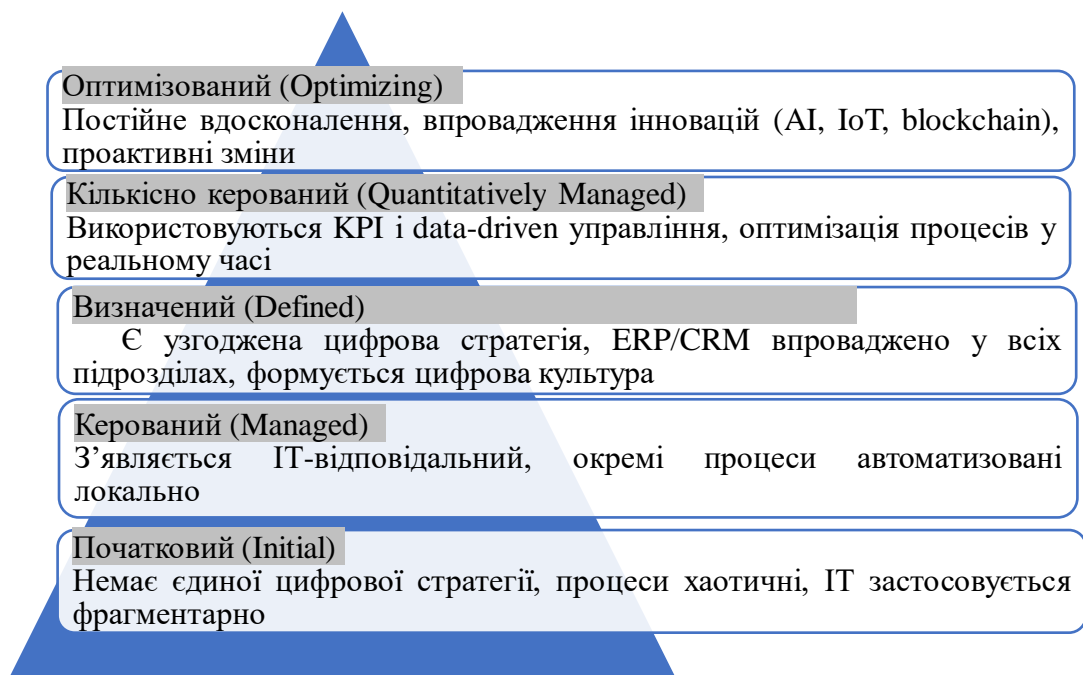 Оптимізований (Optimizing)
Постійне вдосконалення, впровадження інновацій (AI, IoT, blockchain),
проактивні зміни
Кількісно керований (Quantitatively Managed)
Використовуються KPI і data-driven управління, оптимізація процесів у
реальному часі
Визначений (Defined)
Є узгоджена цифрова стратегія, ERP/CRM впроваджено у всіх
підрозділах, формується цифрова культура
Керований (Managed)
З’являється ІТ-відповідальний, окремі процеси автоматизовані
локально
Початковий (Initial)
Немає єдиної цифрової стратегії, процеси хаотичні, ІТ застосовується
фрагментарно